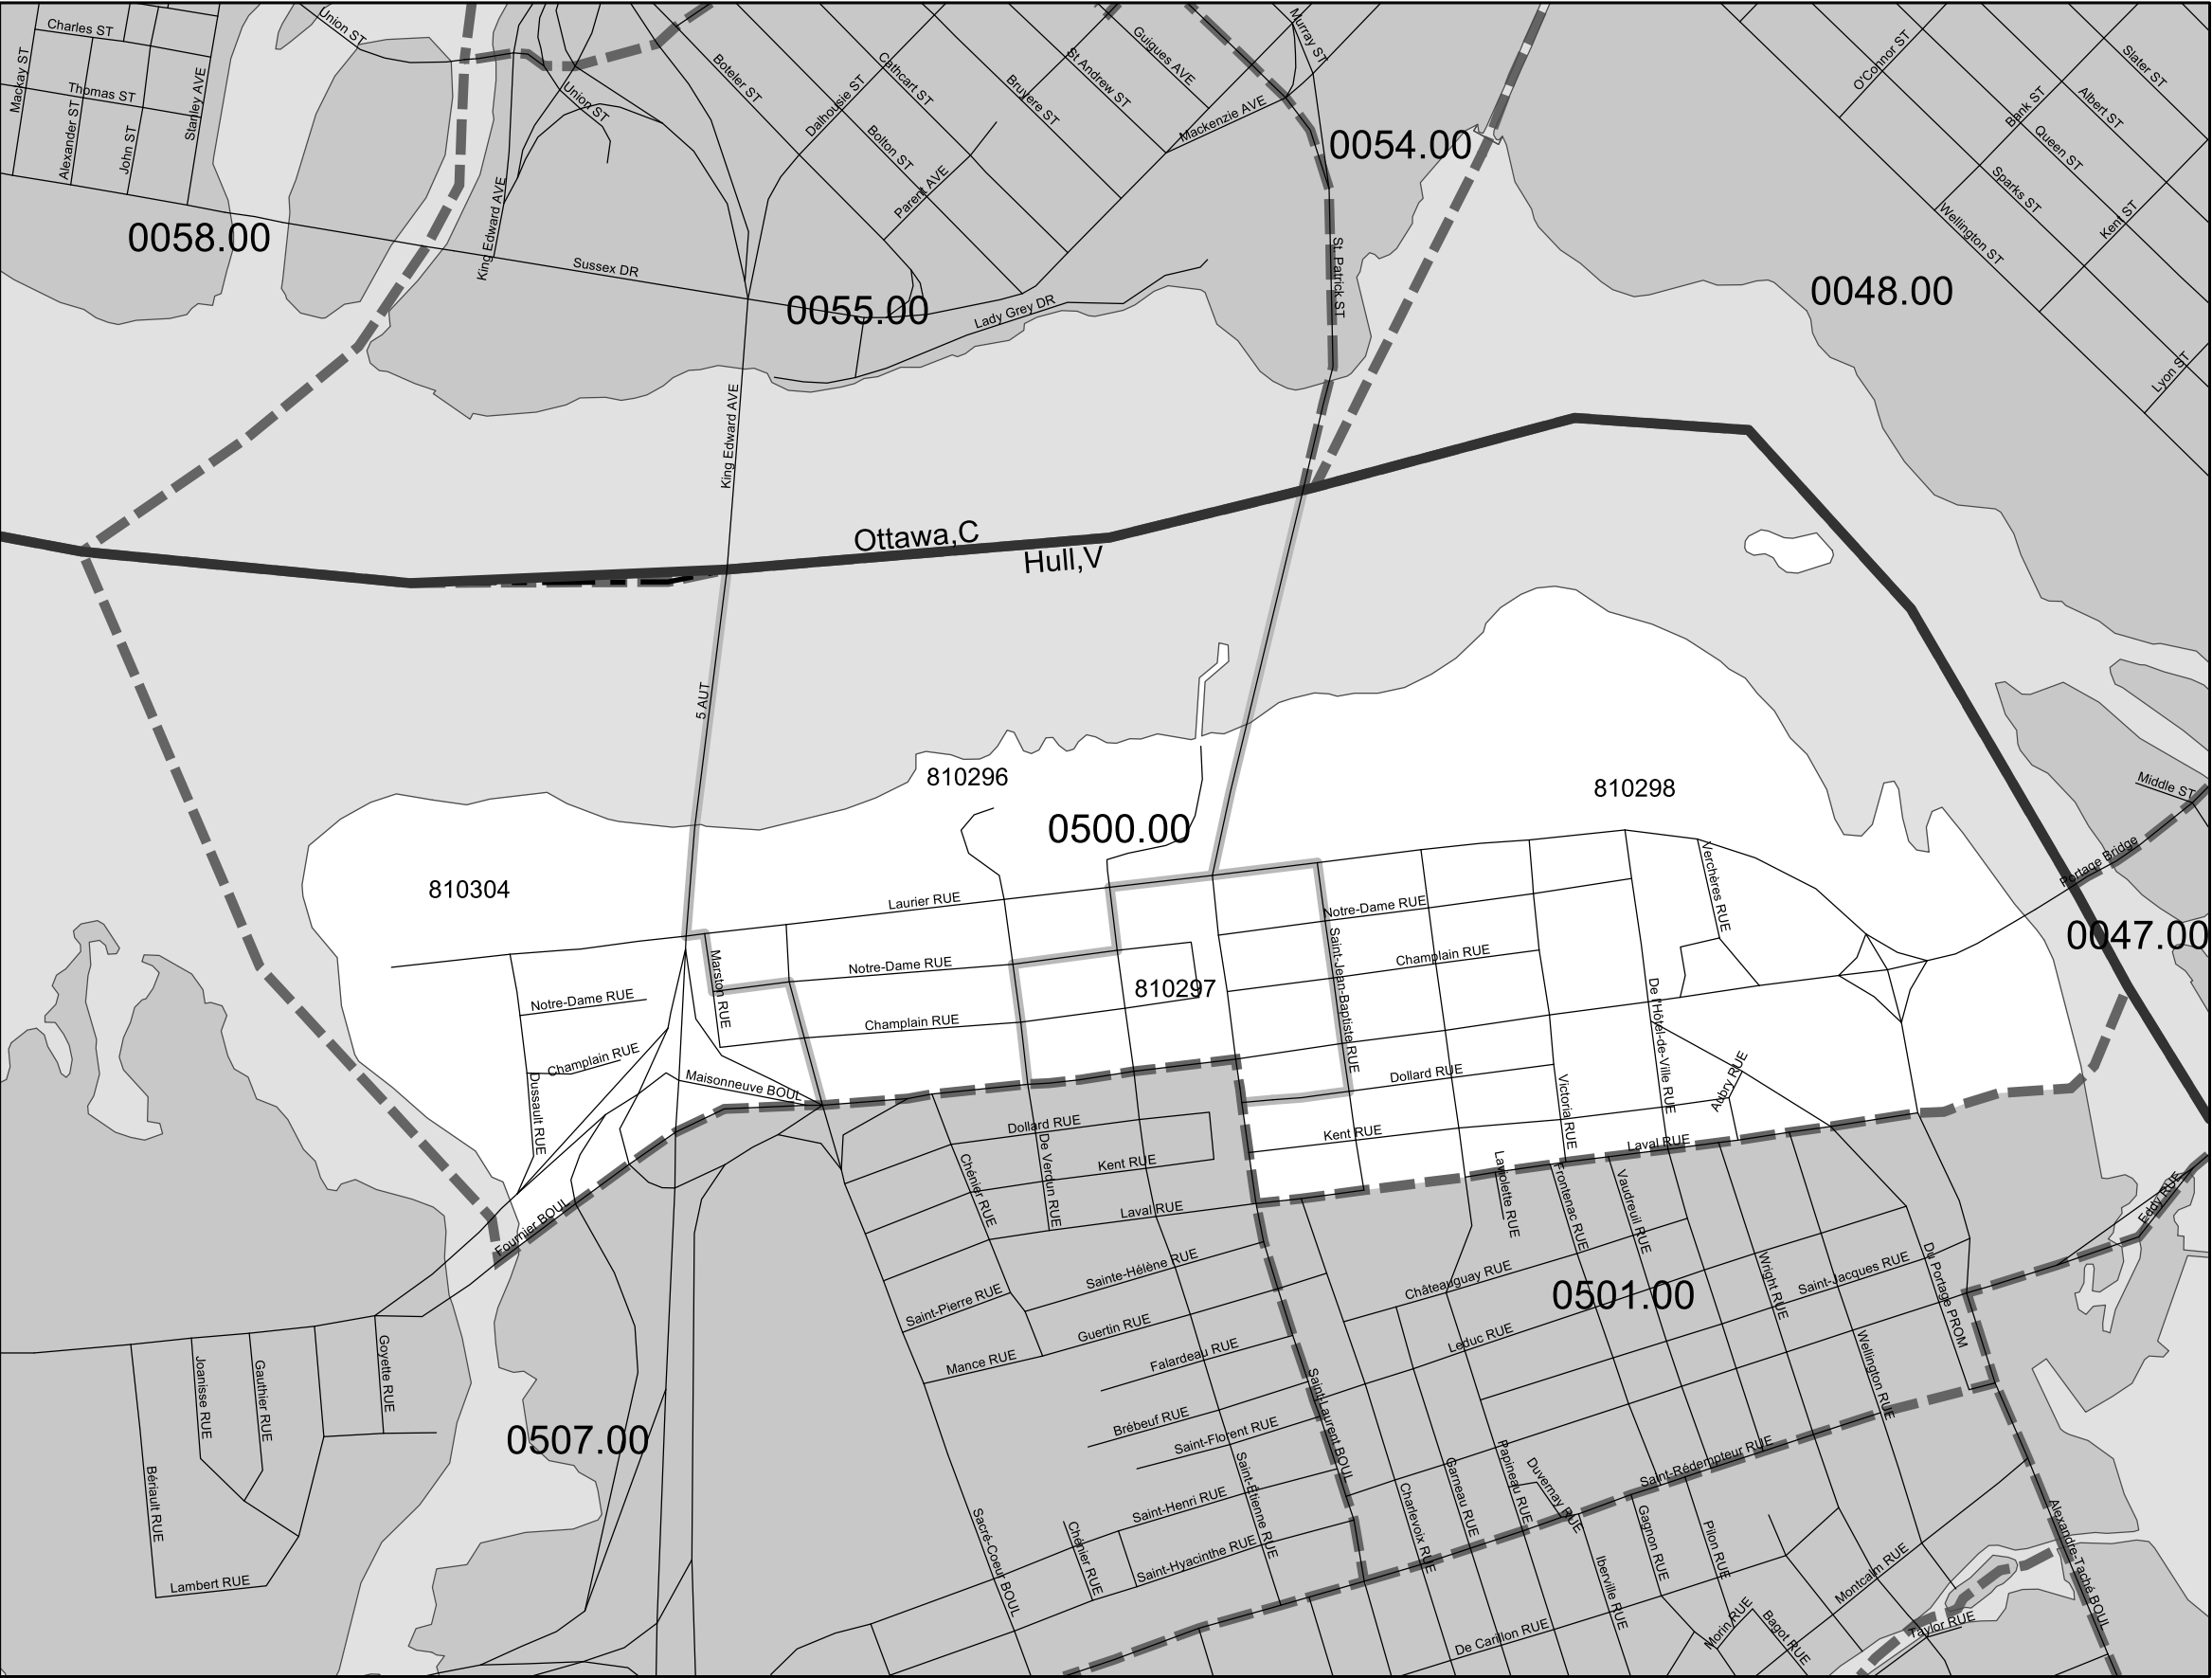 Charles ST
Mackay ST
Thomas ST
Alexander ST
John ST
Stanley AVE
Union ST
Union ST
Boteler ST
Dalhousie ST
Cathcart ST
Bolton ST
Parent AVE
Bruyere ST
St Andrew ST
Guiques AVE
Mackenzie AVE
Murray ST
0054.00
O'Connor ST
Bank ST
Slater ST
Albert ST
Queen ST
Sparks ST
Wellington ST
Kent ST
Lyon ST
0058.00
King Edward AVE
Sussex DR
0055.00
Lady Grey DR
St. Patrick ST
0048.00
King Edward AVE
Ottawa,C
Hull,V
5 AUT
810296
810298
0500.00
810304
Middle ST
Portage Bridge
0047.00
Laurier RUE
Verchères RUE
Notre-Dame RUE
Marston RUE
Notre-Dame RUE
Saint-Jean-Baptiste RUE
Champlain RUE
810297
Notre-Dame RUE
Champlain RUE
De l'Hôtel-de-Ville RUE
Champlain RUE
Dussault RUE
Maisonneuve BOUL
Dollard RUE
Victoria RUE
Aubry RUE
Dollard RUE
Kent RUE
Laval RUE
De Verdun RUE
Chénier RUE
Kent RUE
Laviolette RUE
Frontenac RUE
Vaudreuil RUE
Laval RUE
Fournier BOUL
Eddy RUE
Sainte-Hélène RUE
Châteauguay RUE
0501.00
Wright RUE
Saint-Jacques RUE
Du Portage PROM
Saint-Pierre RUE
Guertin RUE
Leduc RUE
Mance RUE
Falardeau RUE
Joanisse RUE
Gauthier RUE
Goyette RUE
Saint-Laurent BOUL
Wellington RUE
Brébeuf RUE
Saint-Florent RUE
0507.00
Bériault RUE
Saint-Etienne RUE
Garneau RUE
Papineau RUE
Duvernay RUE
Saint-Rédempteur RUE
Charlevoix RUE
Saint-Henri RUE
Sacré-Coeur BOUL
Chénier RUE
Saint-Hyacinthe RUE
Gagnon RUE
Pilon RUE
Iberville RUE
Montcalm RUE
Alexandre-Taché BOUL
Lambert RUE
De Carillon RUE
Morin RUE
Bagot RUE
Taylor RUE